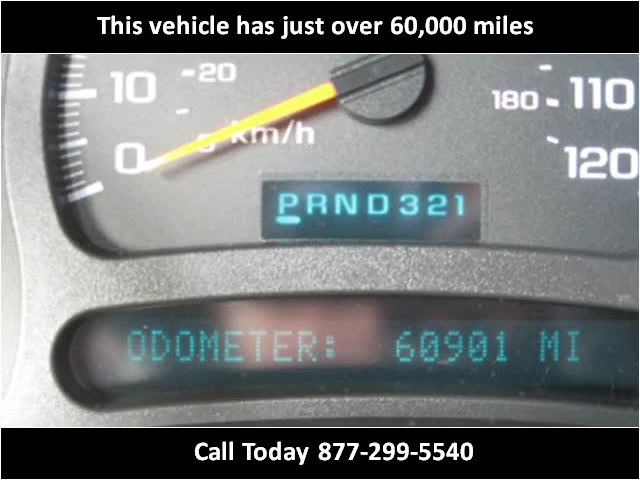 This vehicle has just over 60,000 miles
20
10
180 110
0 km/h
120
PRND321
ODOMETER: 60901 MI
Call Today 877-299-5540